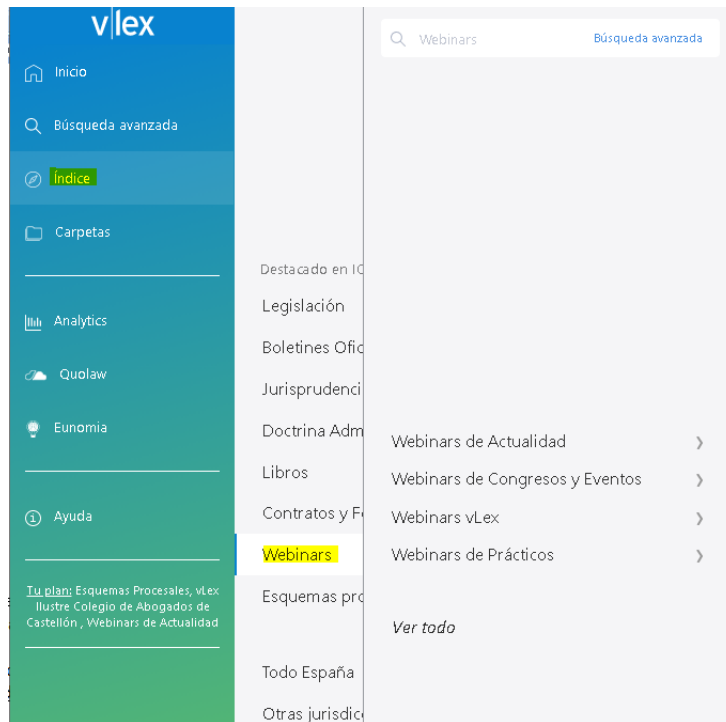 v|lex
Inicio
Búsqueda avanzada
Índice
Carpetas
Analytics
Quolaw
Eunomia
Ayuda
Tu plan: Esquemas Procesales, vLex
Ilustre Colegio de Abogados de
Castellón , Webinars de Actualidad
Destacado en IC
Legislación
Boletines Ofic
Jurisprudenci
Doctrina Adm
Libros
Contratos y Fo
Webinars
Esquemas pro
Todo España
Otras jurisdic
Webinars
Búsqueda avanzada
Webinars de Actualidad
Webinars de Congresos y Eventos
Webinars vLex
Webinars de Prácticos
Ver todo